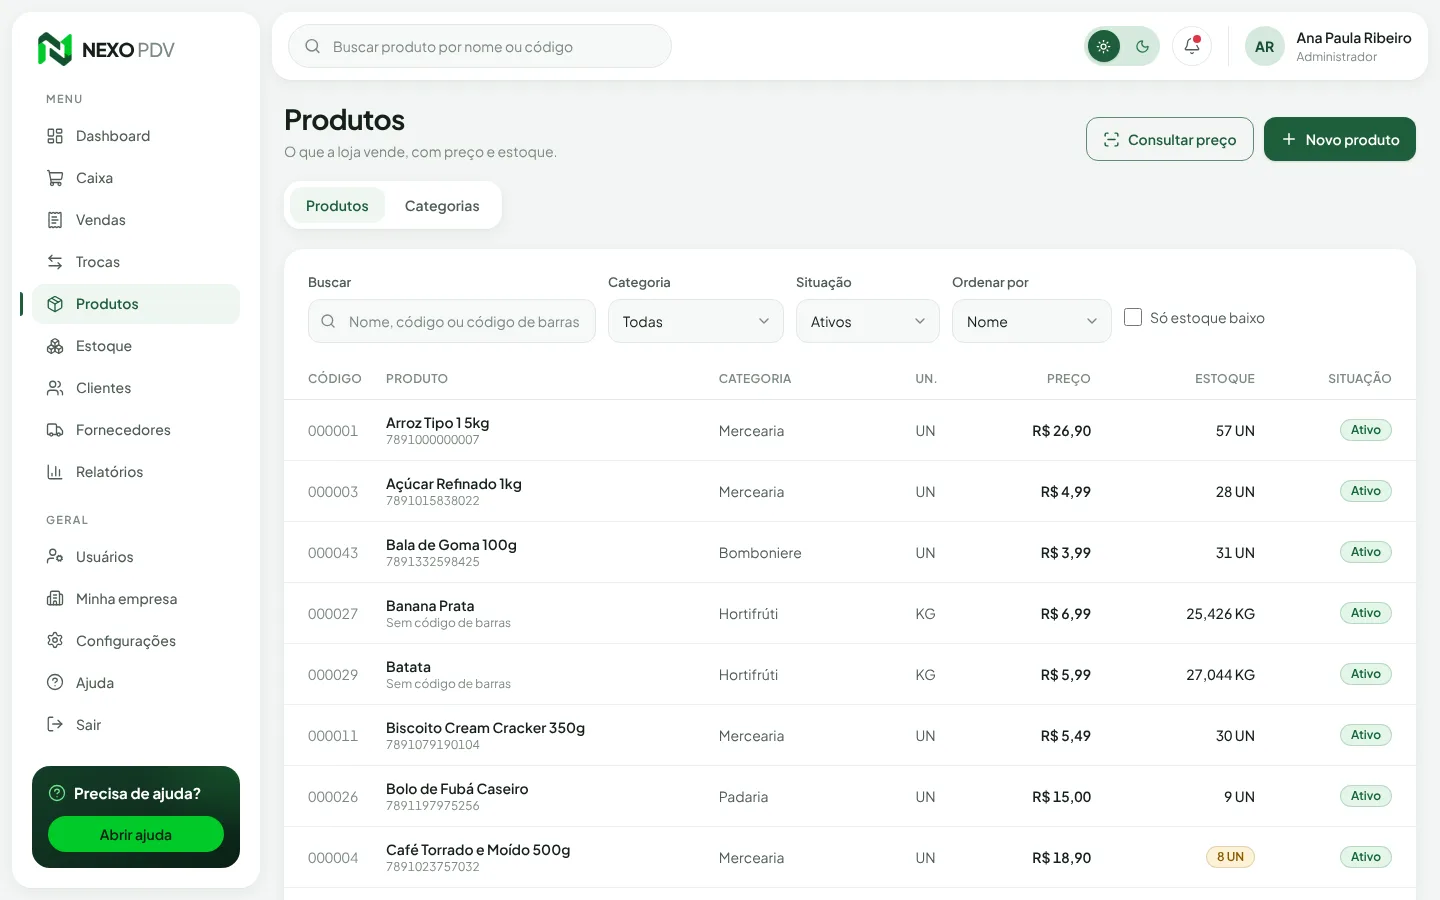 NEXO PDV
MENU
Dashboard
Caixa
Vendas
Trocas
Produtos
Estoque
Clientes
Fornecedores
Relatórios
GERAL
Usuários
Minha empresa
Configurações
Ajuda
Sair
Precisa de ajuda?
Abrir ajuda
Buscar produto por nome ou código
AR
Ana Paula Ribeiro
Administrador
Produtos
O que a loja vende, com preço e estoque.
Consultar preço
Novo produto
Produtos Categorias
Buscar Categoria Situação Ordenar por
Nome, código ou código de barras Todas Ativos Nome Só estoque baixo
CÓDIGO PRODUTO CATEGORIA UN. PREÇO ESTOQUE SITUAÇÃO
000001 Arroz Tipo 1 5kg Mercearia UN R$ 26,90 57 UN Ativo
7891000000007
000003 Açúcar Refinado 1kg Mercearia UN R$ 4,99 28 UN Ativo
7891015838022
000043 Bala de Goma 100g Bomboniere UN R$ 3,99 31 UN Ativo
7891332598425
000027 Banana Prata Hortifrúti KG R$ 6,99 25,426 KG Ativo
Sem código de barras
000029 Batata Hortifrúti KG R$ 5,99 27,044 KG Ativo
Sem código de barras
000011 Biscoito Cream Cracker 350g Mercearia UN R$ 5,49 30 UN Ativo
7891079190104
000026 Bolo de Fubá Caseiro Padaria UN R$ 15,00 9 UN Ativo
7891197975256
000004 Café Torrado e Moído 500g Mercearia UN R$ 18,90 8 UN Ativo
7891023757032